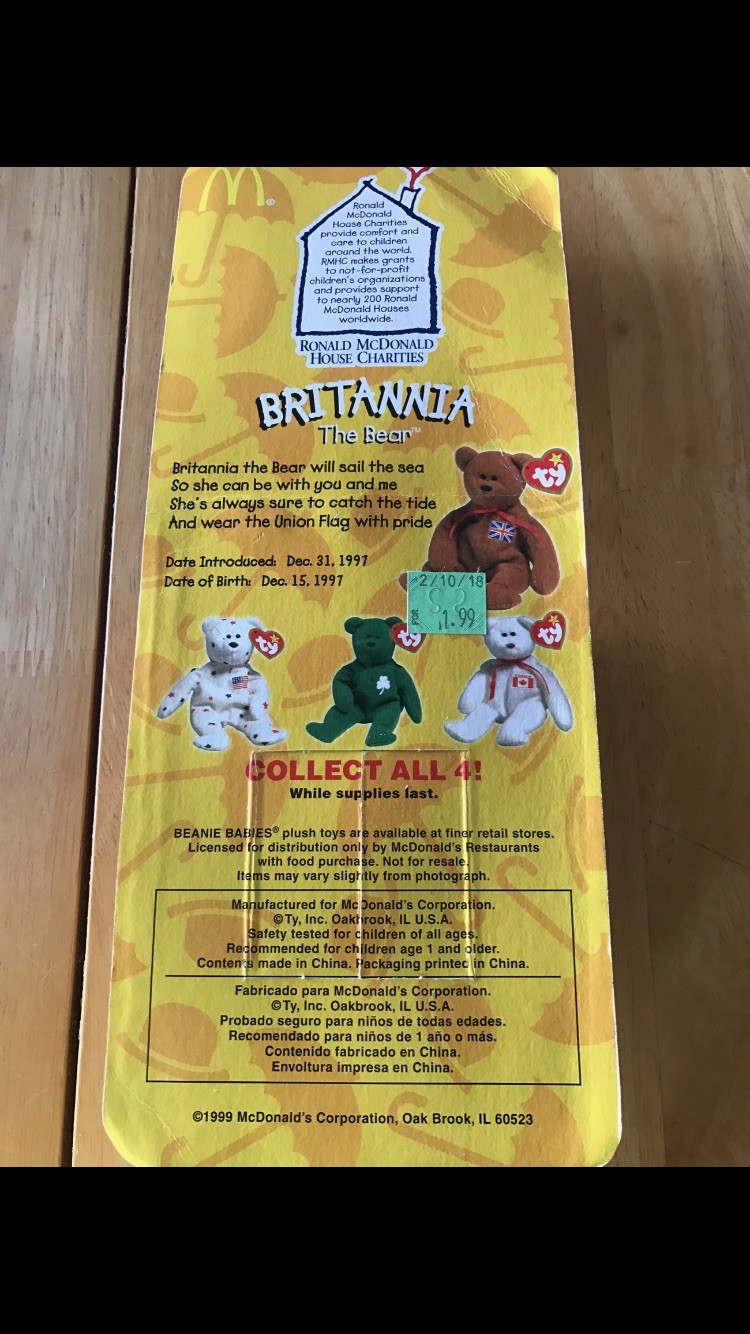 Ronald
McDonald
House Charities
provide comfort and
care to children
around the world.
RMHC makes grants
to not-for-profit
children's organizations
and provides support
to nearly 200 Ronald
McDonald Houses
worldwide.
RONALD McDONALD
HOUSE CHARITIES
BRITANNIA
The Bear™
Britannia the Bear will sail the sea
So she can be with you and me
She's always sure to catch the tide
And wear the Union Flag with pride
ty
Date Introduced: Dec. 31, 1997
Date of Birth: Dec. 15, 1997
2/10/18
FOR
1.99
ty
ty
ty
CANADA
COLLECT ALL 4!
While supplies last.
BEANIE BABIES® plush toys are available at finer retail stores.
Licensed for distribution only by McDonald's Restaurants
with food purchase. Not for resale.
Items may vary slightly from photograph.
Manufactured for McDonald's Corporation.
©Ty, Inc. Oakbrook, IL U.S.A.
Safety tested for children of all ages.
Recommended for children age 1 and older.
Contents made in China. Packaging printed in China.
Fabricado para McDonald's Corporation.
©Ty, Inc. Oakbrook, IL U.S.A.
Probado seguro para niños de todas edades.
Recomendado para niños de 1 año o más.
Contenido fabricado en China.
Envoltura impresa en China.
©1999 McDonald's Corporation, Oak Brook, IL 60523